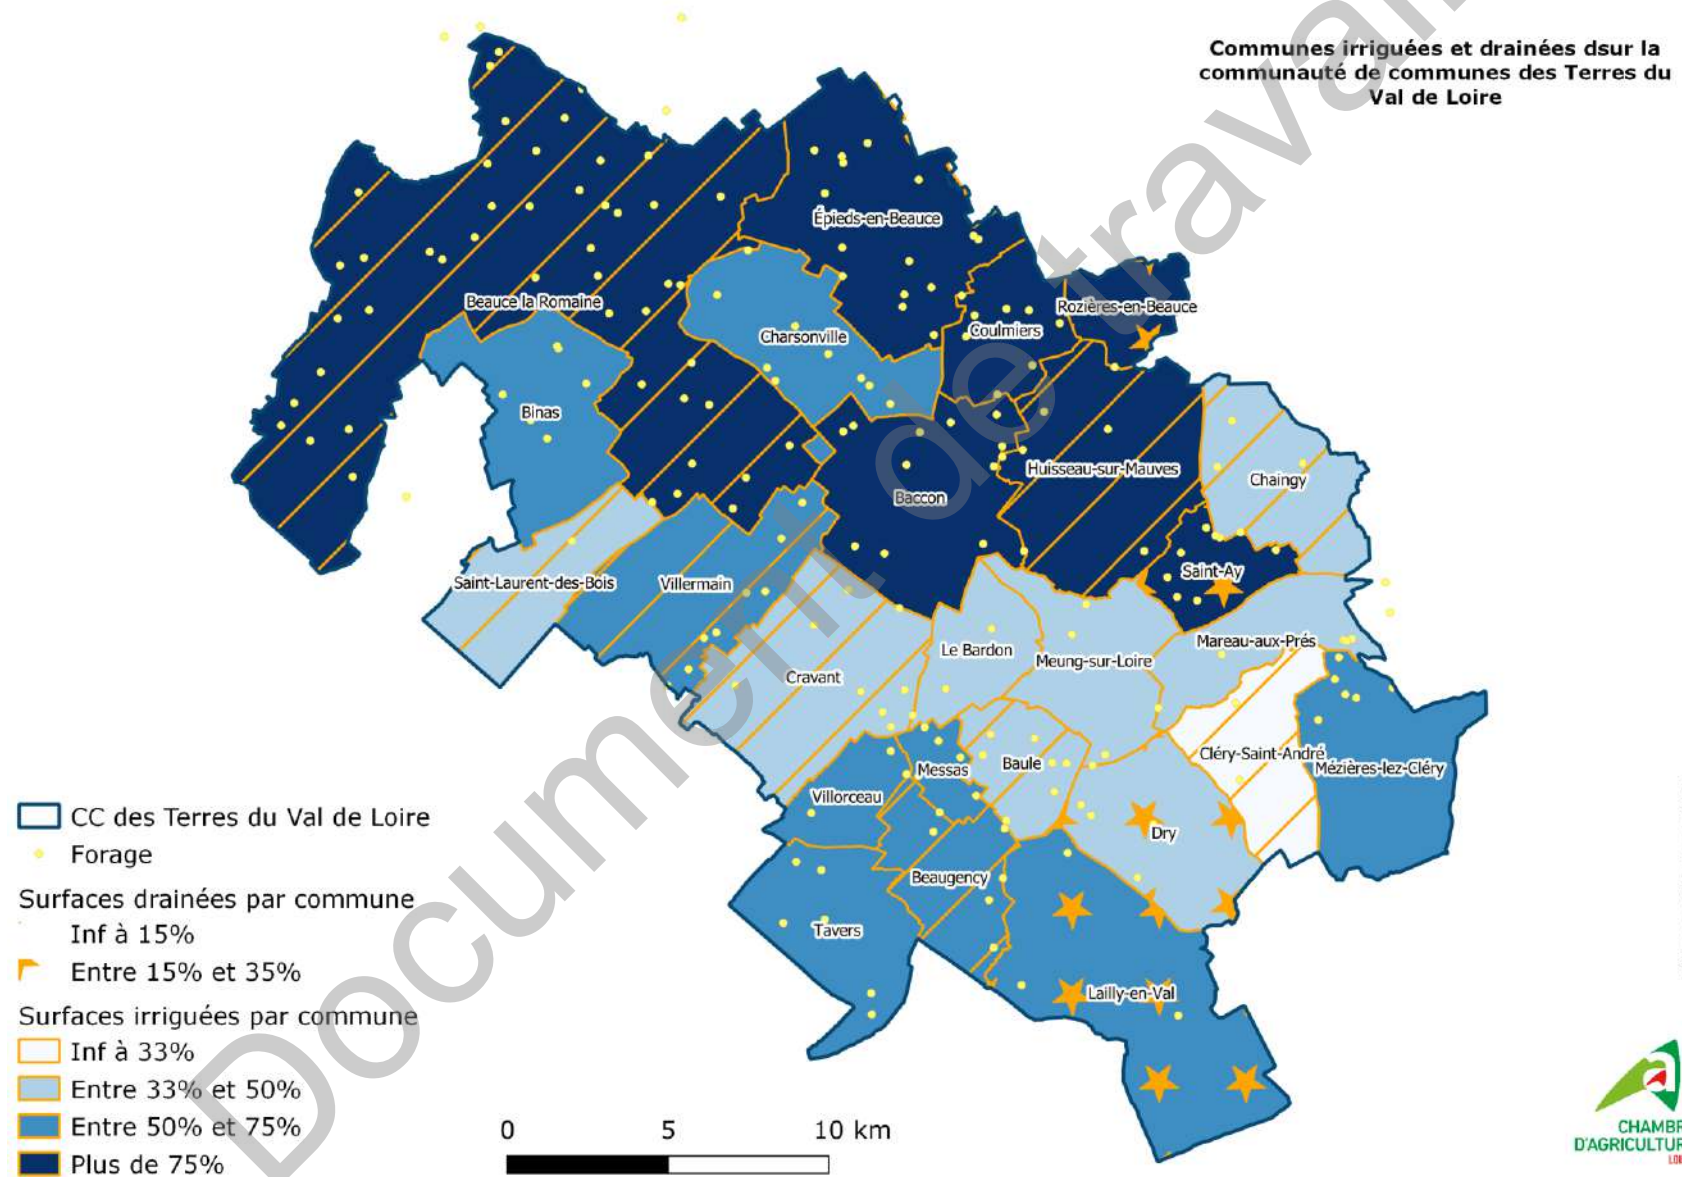 Communes irriguées et drainées dsur la
communauté de communes des Terres du
Val de Loire
Épieds-en-Beauce
Beauce la Romaine
Rozières-en-Beauce
Charsonville
Coulmiers
Binas
Huisseau-sur-Mauves
Chaingy
Baccon
Saint-Laurent-des-Bois
Villermain
Saint-Ay
Mareau-aux-Prés
Le Bardon
Meung-sur-Loire
Cravant
Cléry-Saint-André
Mézières-lez-Cléry
Messas
Baule
Villorceau
Dry
Beaugency
Tavers
Lailly-en-Val
CC des Terres du Val de Loire
Forage
Surfaces drainées par commune
Inf à 15%
Entre 15% et 35%
Surfaces irriguées par commune
Inf à 33%
Entre 33% et 50%
Entre 50% et 75%
Plus de 75%
0 5 10 km
Document de travail
CHAMBR
D'AGRICULTUR